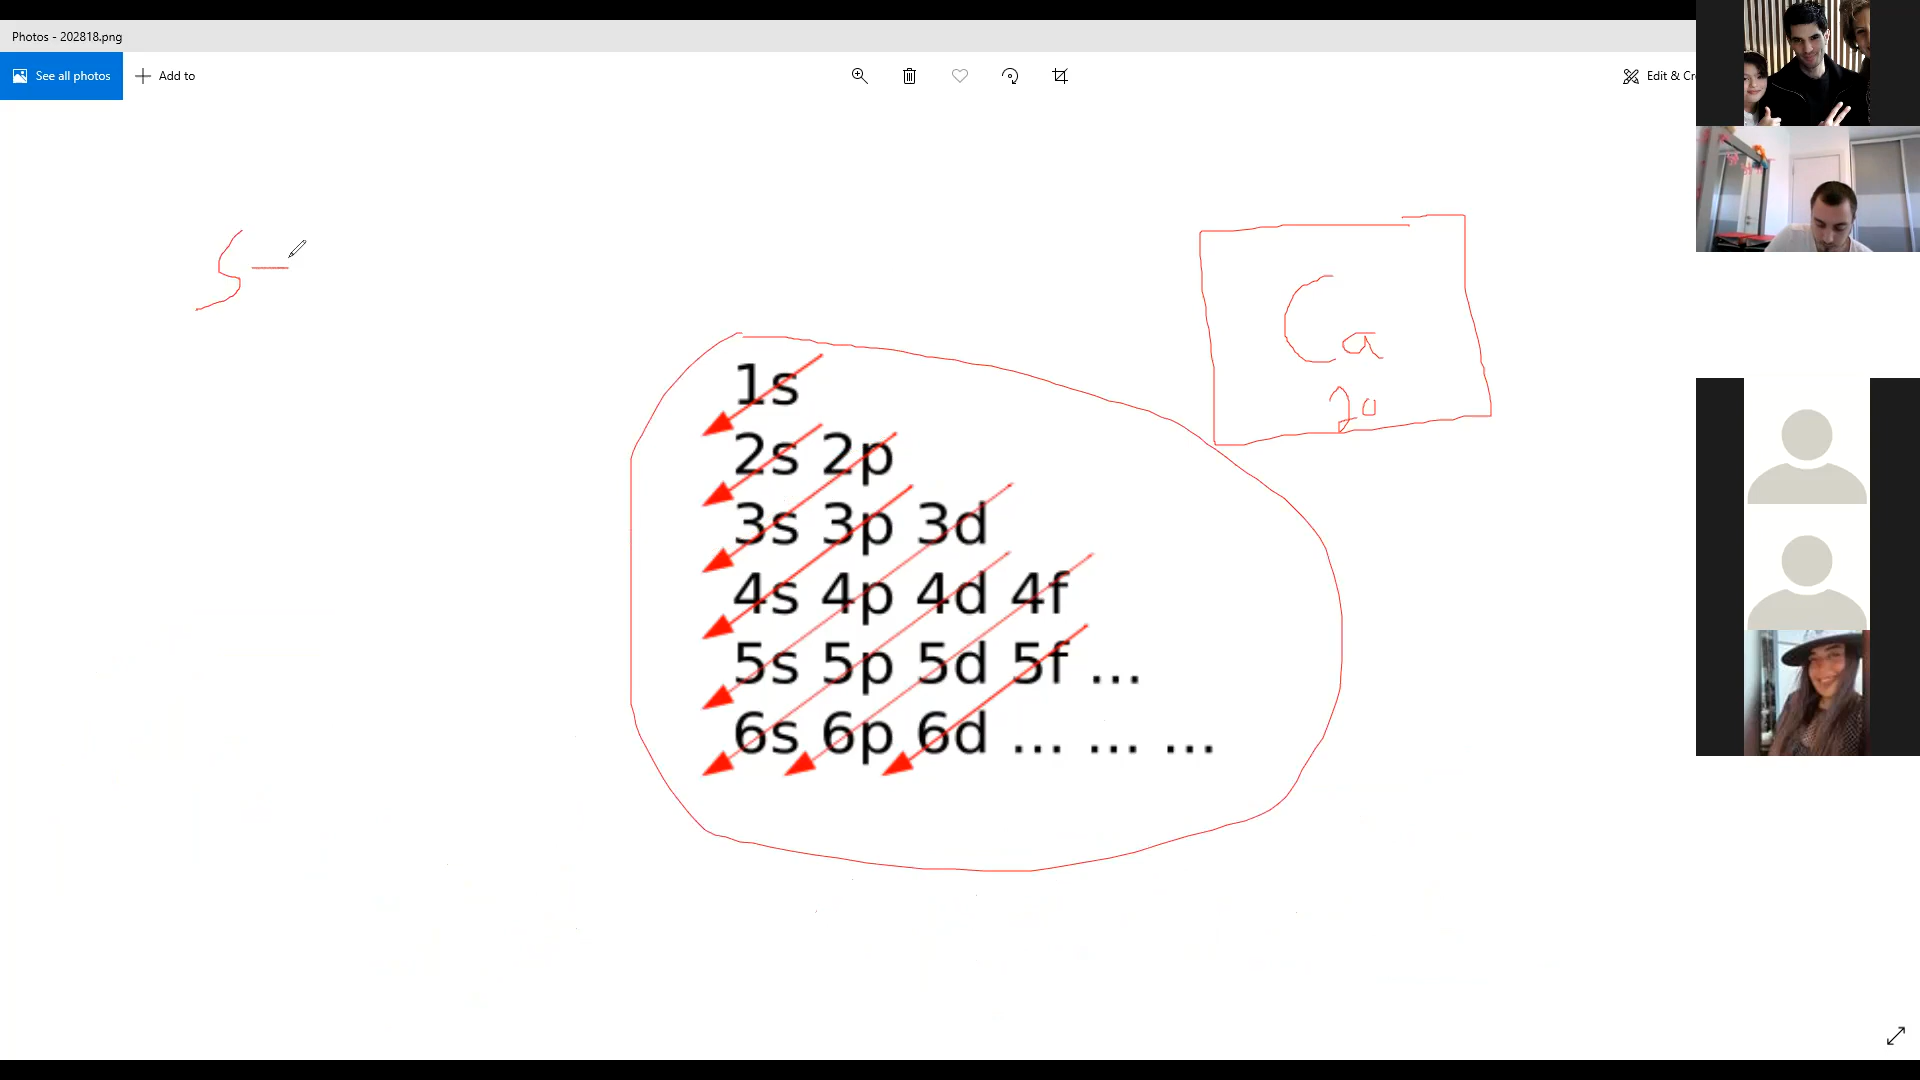 Photos - 202818.png
See all photos
Add to
Edit & Cr
S -
Ca
20
1s
2s 2p
3s 3p 3d
4s 4p 4d 4f
5s 5p 5d 5f ...
6s 6p 6d ... ... ...